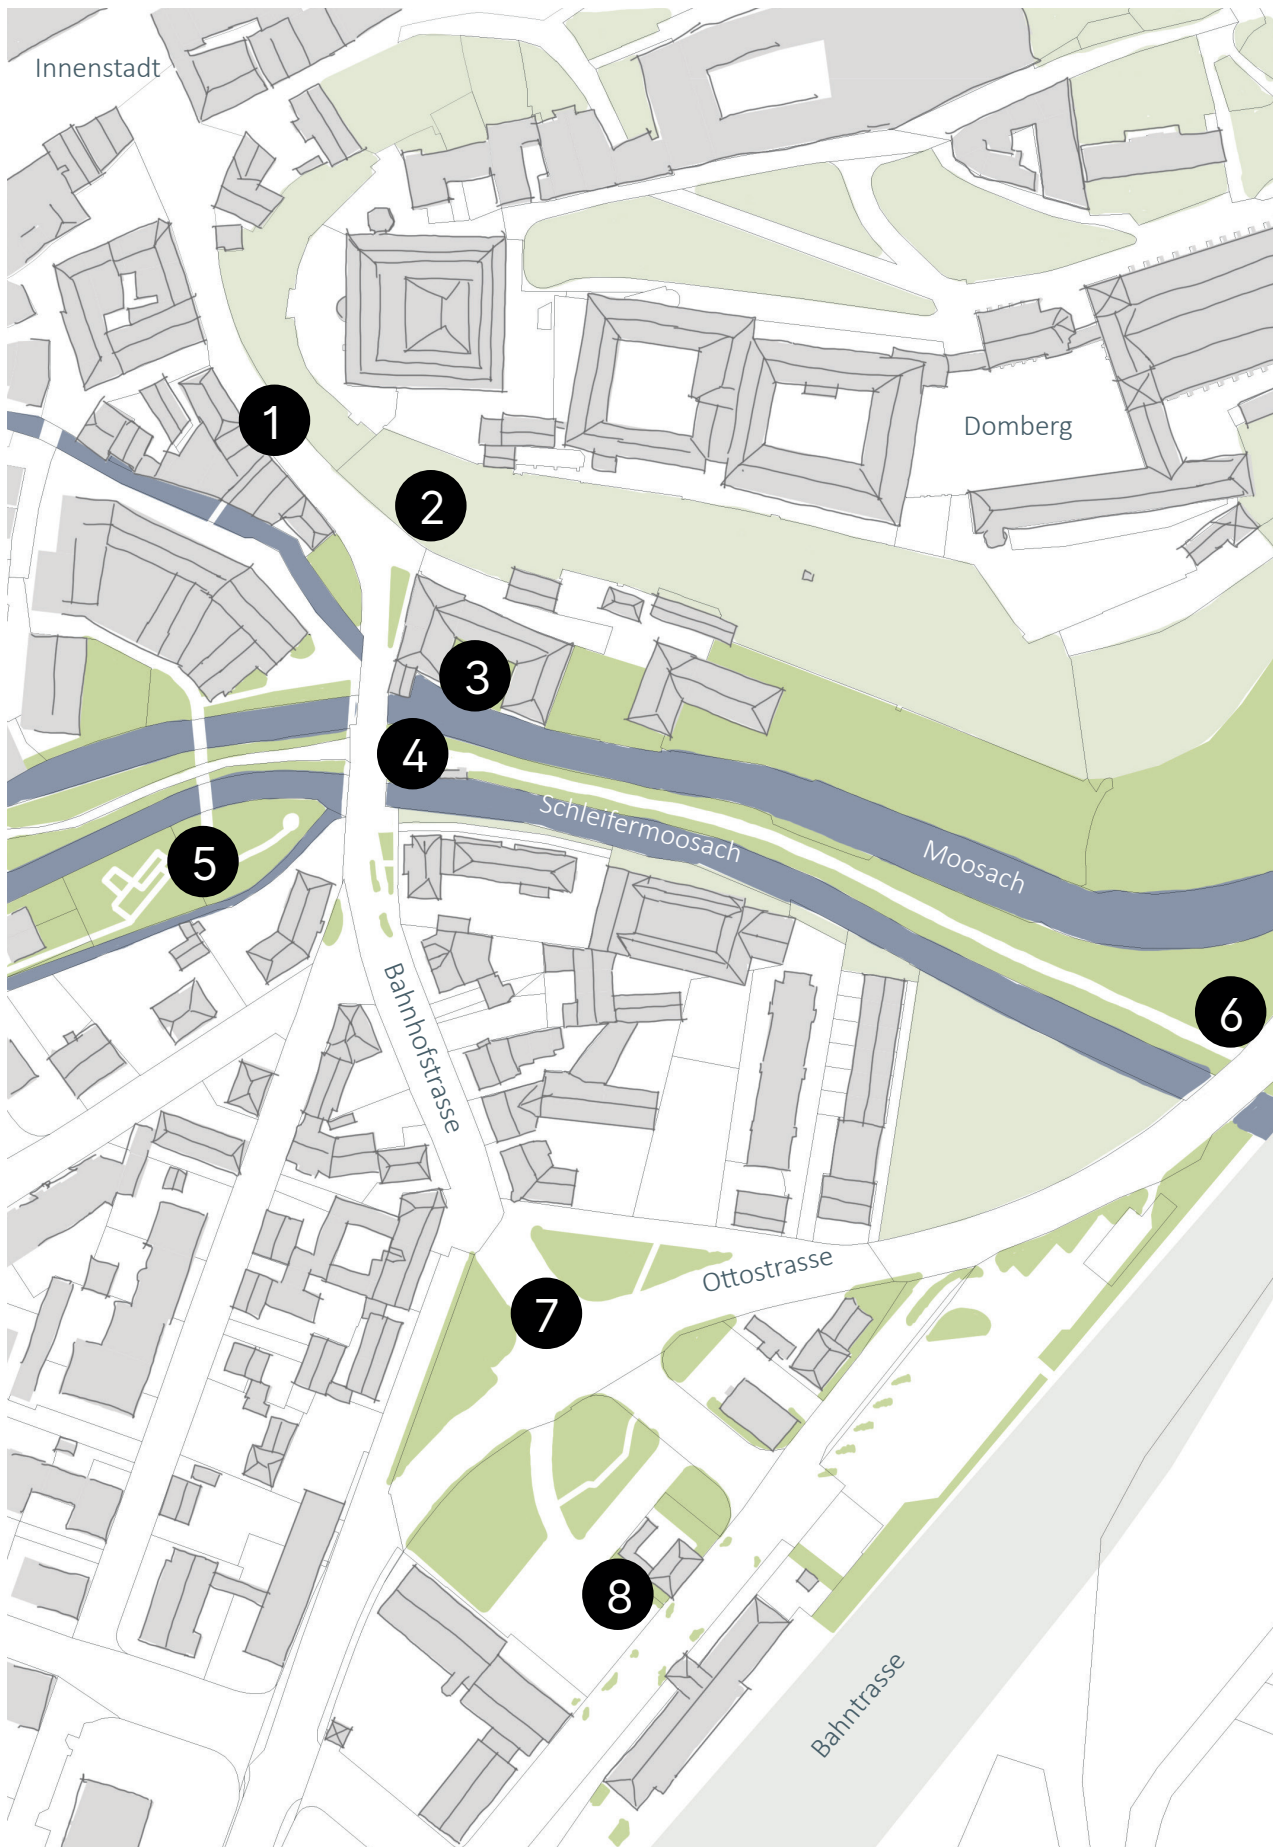 Innenstadt
1
Domberg
2
3
4
Schleifermoosach
5
Moosach
6
Bahnhofstrasse
Ottostrasse
7
8
Bahntrasse